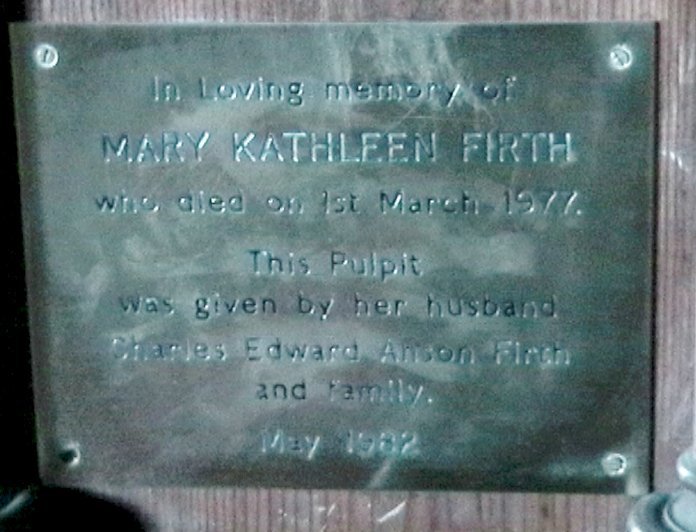 In Loving memory of
MARY KATHLEEN FIRTH
who died on 1st March 1977.
This Pulpit
was given by her husband
Charles Edward Anson Firth
and family.
May 1982